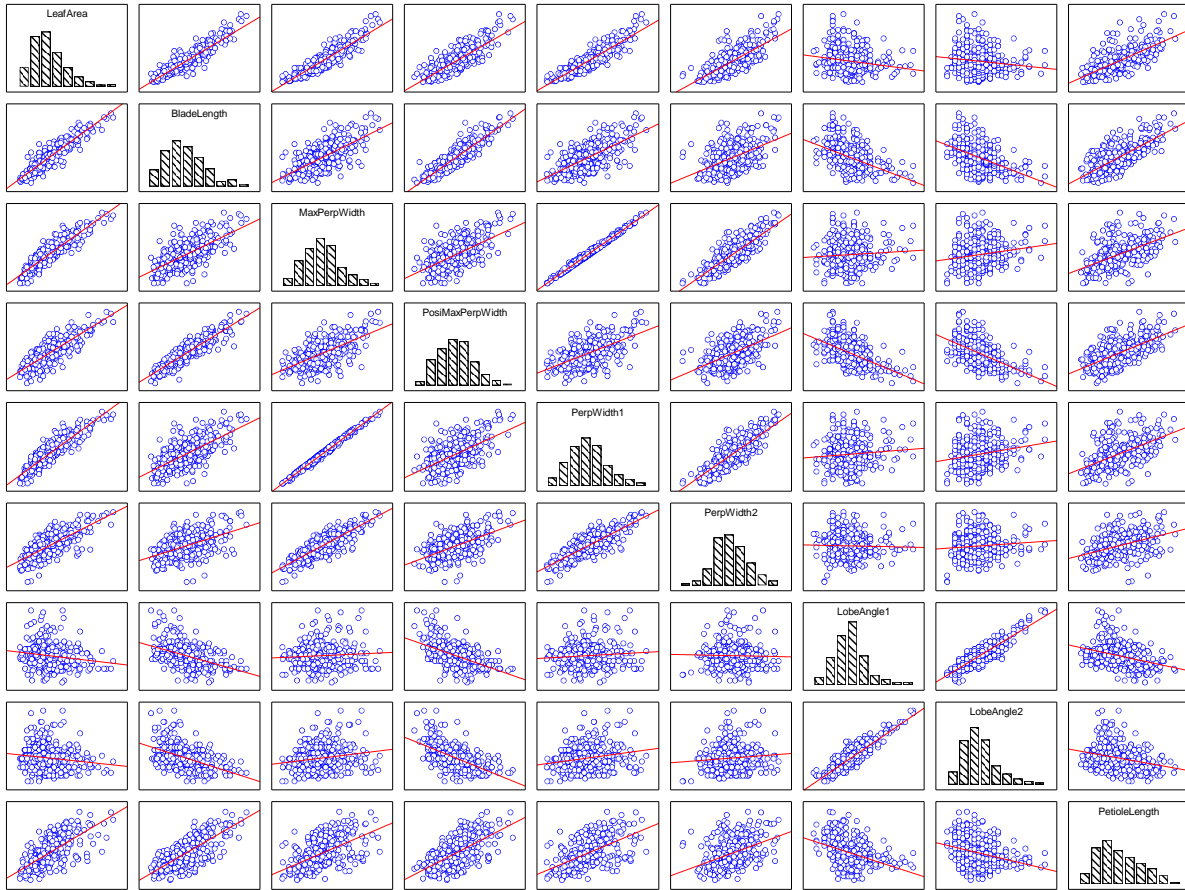 LeafArea
BladeLength
MaxPerpWidth
PosiMaxPerpWidth
PerpWidth1
PerpWidth2
LobeAngle1
LobeAngle2
PetioleLength